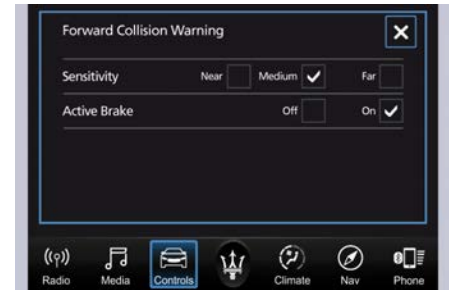 Forward Collision Warning
Sensitivity Near Medium Far
Active Brake Off On
Radio Media Controls Climate Nav Phone